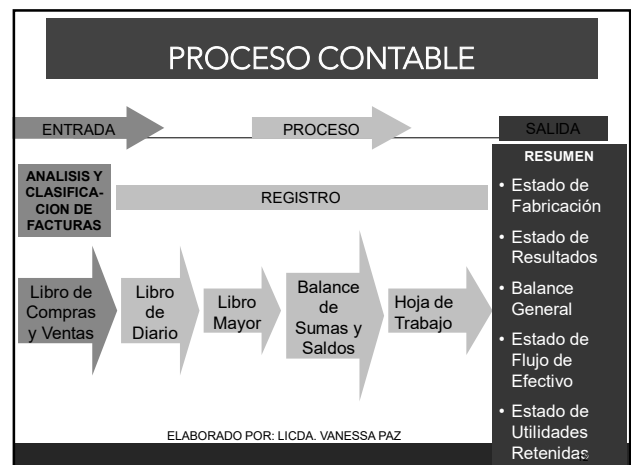 PROCESO CONTABLE
ENTRADA
PROCESO
SALIDA
ANALISIS Y
CLASIFICA-
CION DE
FACTURAS
REGISTRO
RESUMEN
• Estado de
Fabricación
• Estado de
Resultados
• Balance
General
• Estado de
Flujo de
Efectivo
• Estado de
Utilidades
Retenidas
Libro de
Compras
y Ventas
Libro
de
Diario
Libro
Mayor
Balance
de
Sumas y
Saldos
Hoja de
Trabajo
ELABORADO POR: LICDA. VANESSA PAZ